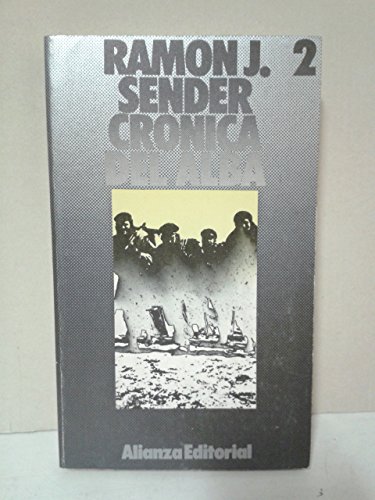 RAMON J. 2
SENDER
CRONICA
DEL ALBA
Alianza Editorial